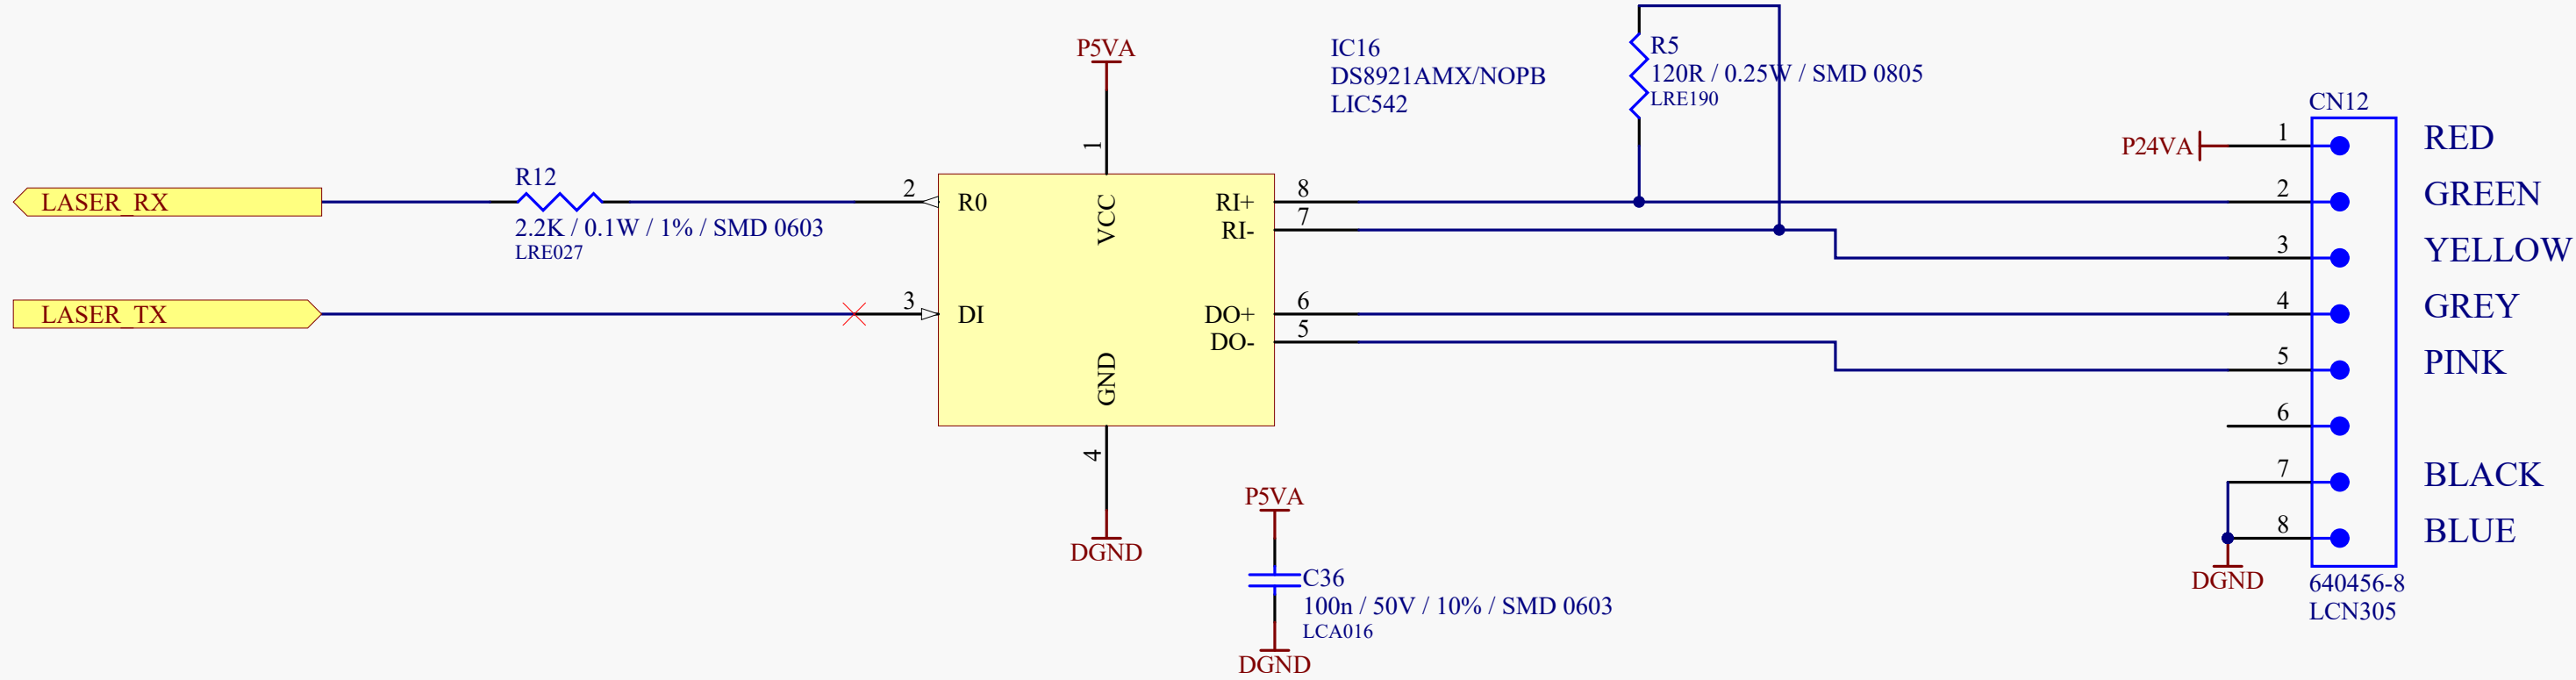 P5VA
IC16
DS8921AMX/NOPB
LIC542
R5
120R / 0.25W / SMD 0805
LRE190
CN12
P24VA
1
RED
2
GREEN
3
YELLOW
4
GREY
5
PINK
6
7
BLACK
8
BLUE
DGND
640456-8
LCN305
LASER_RX
R12
2.2K / 0.1W / 1% / SMD 0603
LRE027
LASER_TX
1
2
R0
VCC
RI+
8
RI-
7
3
DI
DO+
6
DO-
5
GND
4
DGND
P5VA
C36
100n / 50V / 10% / SMD 0603
LCA016
DGND